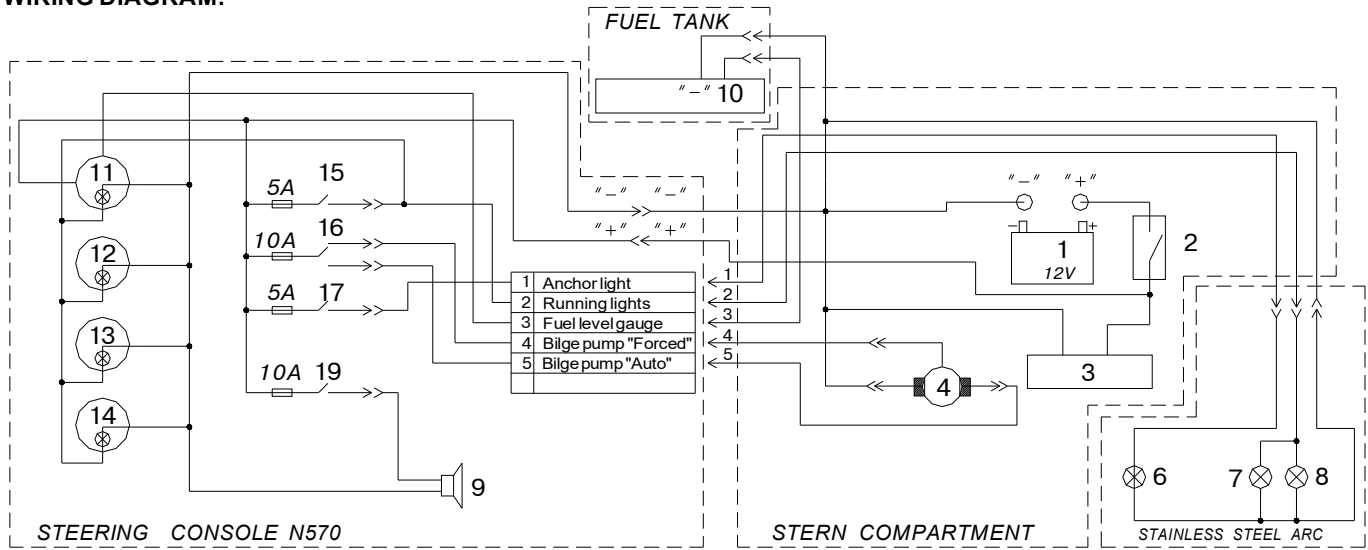 WIRING DIAGRAM:
FUEL TANK
"–" 10
11
12
13
14
5A 15
10A 16
5A 17
10A 19
9
"–" "–"
"+" "+"
1 Anchor light
2 Running lights
3 Fuel level gauge
4 Bilge pump "Forced"
5 Bilge pump "Auto"
1
2
3
4
5
"–" "+"
– +
1
12V
2
3
4
6
7
8
STEERING CONSOLE N570
STERN COMPARTMENT
STAINLESS STEEL ARC